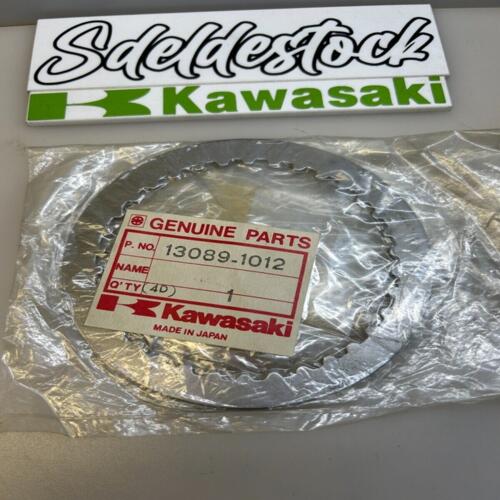 Sdeldestock
Kawasaki
GENUINE PARTS
P. NO. 13089-1012
NAME
Q'TY (4D) 1
Kawasaki
MADE IN JAPAN